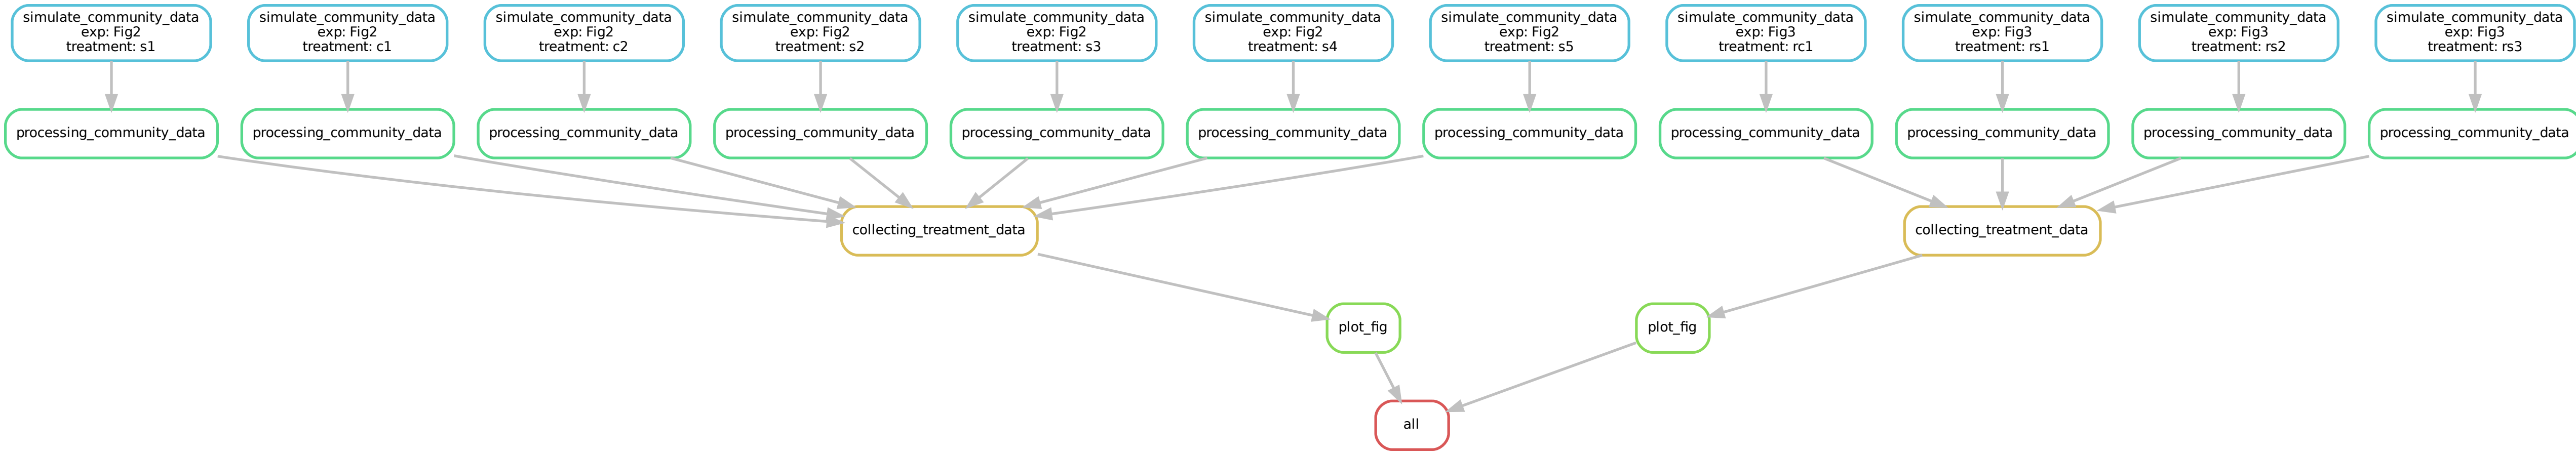 simulate_community_data
exp: Fig2
treatment: s1
simulate_community_data
exp: Fig2
treatment: c1
simulate_community_data
exp: Fig2
treatment: c2
simulate_community_data
exp: Fig2
treatment: s2
simulate_community_data
exp: Fig2
treatment: s3
simulate_community_data
exp: Fig2
treatment: s4
simulate_community_data
exp: Fig2
treatment: s5
simulate_community_data
exp: Fig3
treatment: rc1
simulate_community_data
exp: Fig3
treatment: rs1
simulate_community_data
exp: Fig3
treatment: rs2
simulate_community_data
exp: Fig3
treatment: rs3
processing_community_data
processing_community_data
processing_community_data
processing_community_data
processing_community_data
processing_community_data
processing_community_data
processing_community_data
processing_community_data
processing_community_data
processing_community_data
collecting_treatment_data
collecting_treatment_data
plot_fig
plot_fig
all